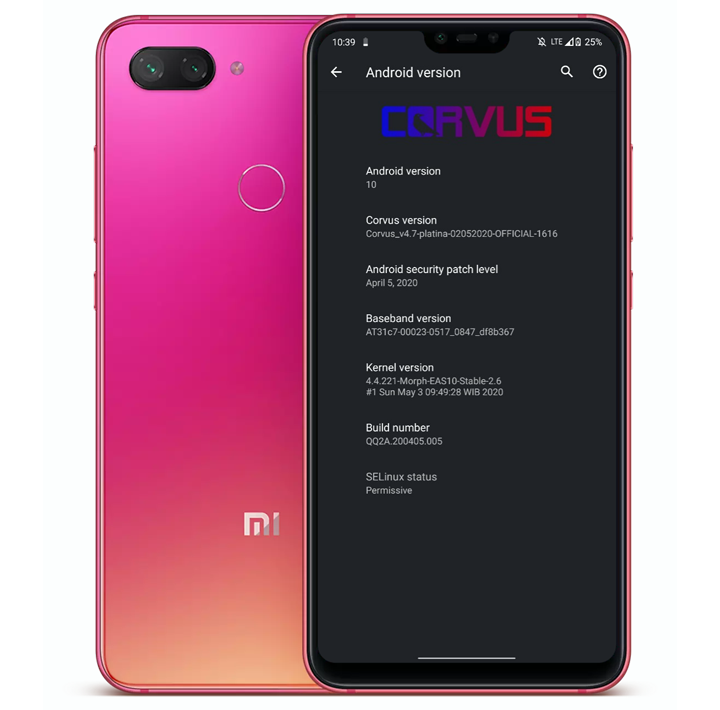 10:39
LTE 25%
Android version
CORVUS
Android version
10
Corvus version
Corvus_v4.7-platina-02052020-OFFICIAL-1616
Android security patch level
April 5, 2020
Baseband version
AT31c7-00023-0517_0847_df8b367
Kernel version
4.4.221-Morph-EAS10-Stable-2.6
#1 Sun May 3 09:49:28 WIB 2020
Build number
QQ2A.200405.005
SELinux status
Permissive
MI